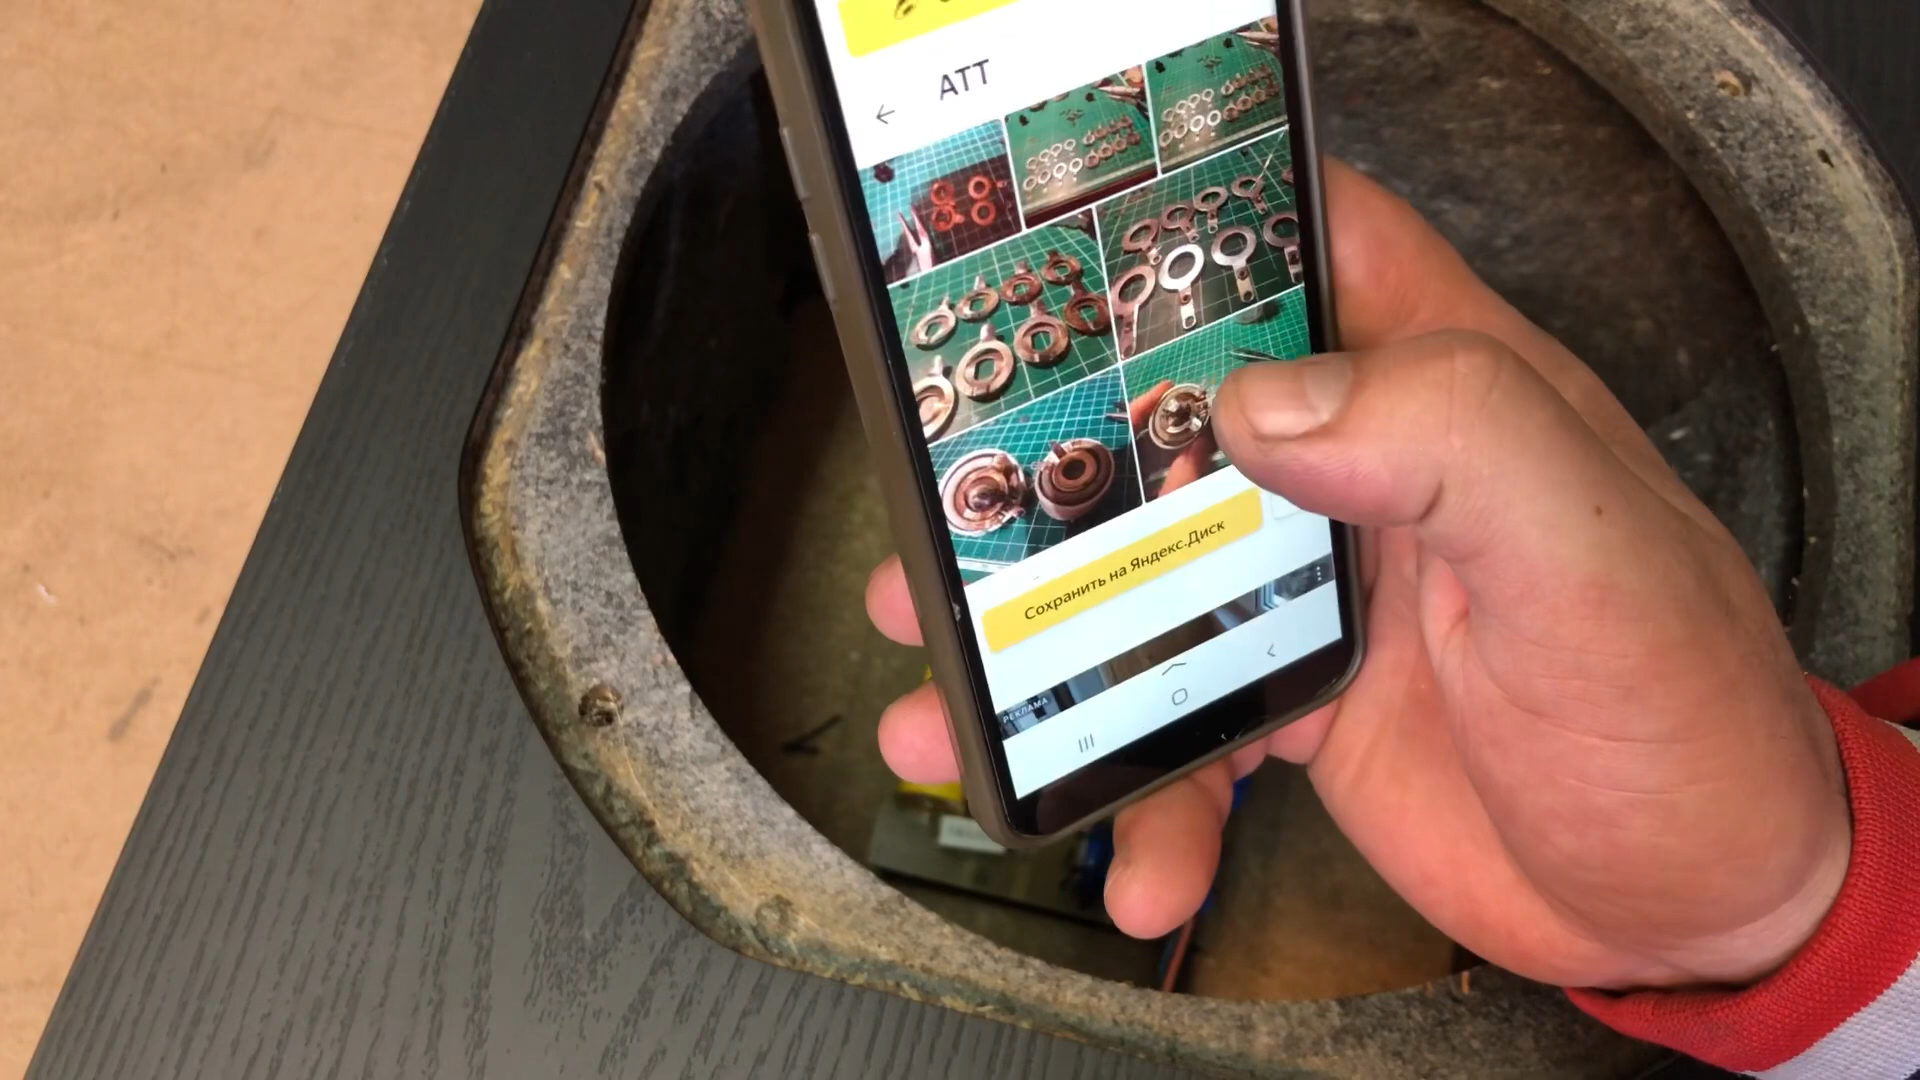 АТТ
Сохранить на Яндекс.Диск
РЕКЛАМА